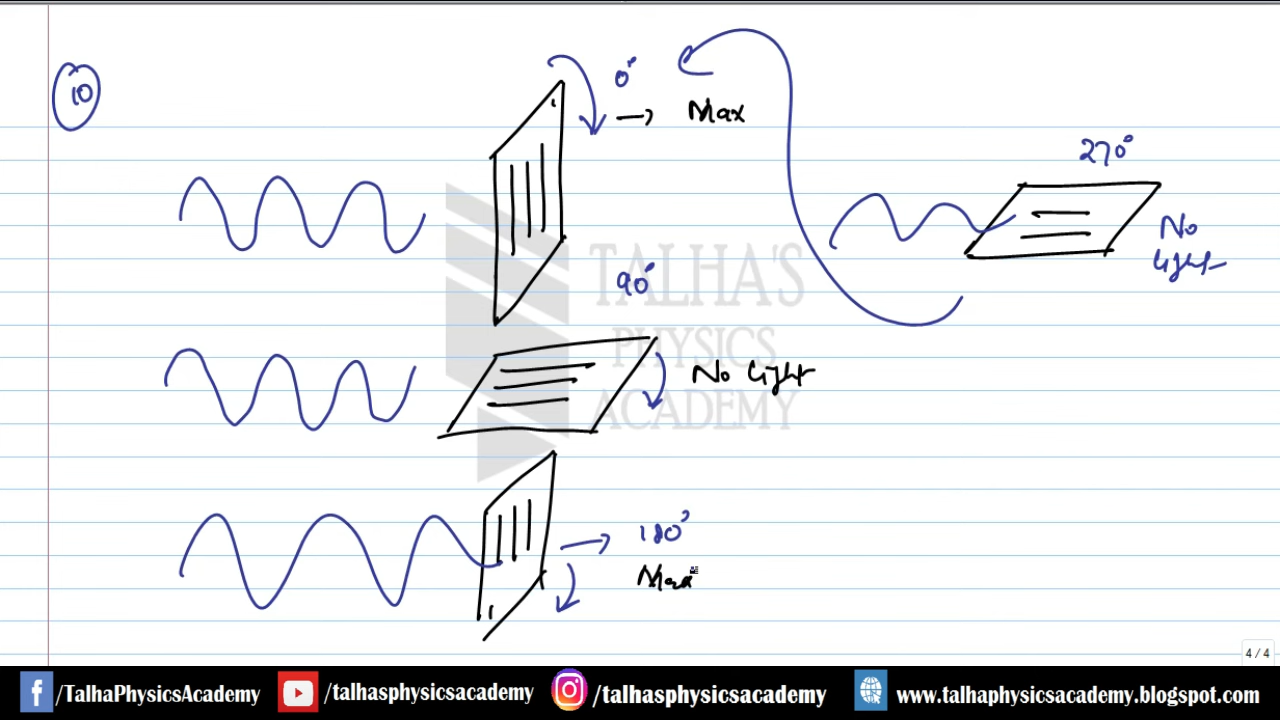 10
0°
→ Max
270°
No
light
90°
No light
180°
Max
TALHA'S
PHYSICS
ACADEMY
4 / 4
/TalhaPhysicsAcademy
/talhasphysicsacademy
/talhasphysicsacademy
www.talhaphysicsacademy.blogspot.com